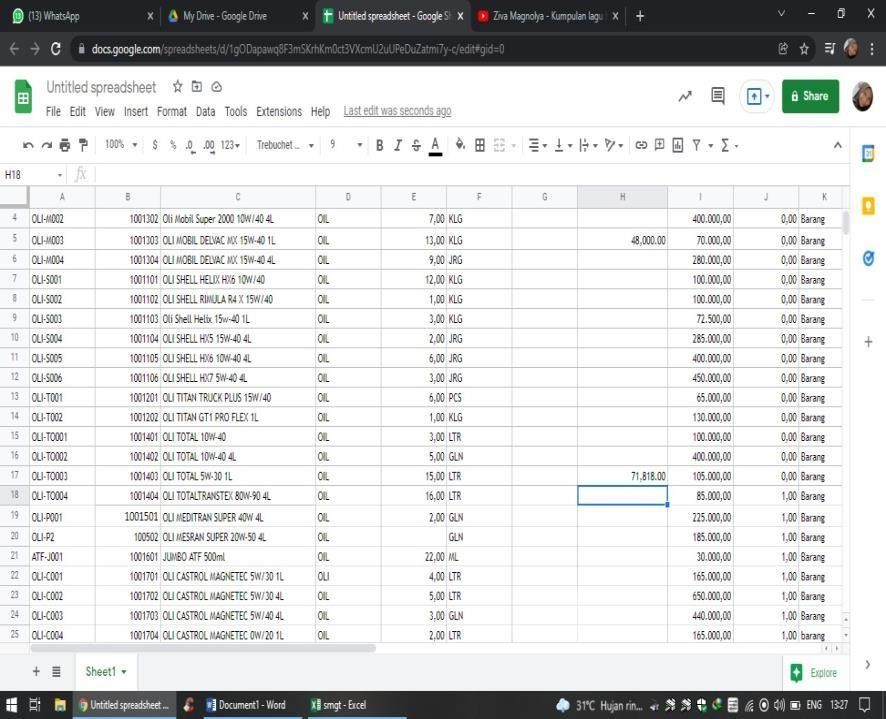 (13) WhatsApp x My Drive - Google Drive x Untitled spreadsheet - Google S x Ziva Magnolya - Kumpulan lagu x +
docs.google.com/spreadsheets/d/1gODapawq8F3mSKrhKm0ct3VXcmU2uUPeDuZatmi7y-c/edit#gid=0
Untitled spreadsheet
File Edit View Insert Format Data Tools Extensions Help Last edit was seconds ago
Share
100% $ % .0 .00 123 Trebuchet ... 9 B I S A
H18 fx
A B C D E F G H I J K
4 OLI-M002 1001302 Oli Mobil Super 2000 10W/40 4L OIL 7,00 KLG 400.000,00 0,00 Barang
5 OLI-M003 1001303 OLI MOBIL DELVAC MX 15W-40 1L OIL 13,00 KLG 48,000.00 70.000,00 0,00 Barang
6 OLI-M004 1001304 OLI MOBIL DELVAC MX 15W-40 4L OIL 9,00 JRG 280.000,00 0,00 Barang
7 OLI-S001 1001101 OLI SHELL HELIX HX6 10W/40 OIL 12,00 KLG 100.000,00 0,00 Barang
8 OLI-S002 1001102 OLI SHELL RIMULA R4 X 15W/40 OIL 1,00 KLG 100.000,00 0,00 Barang
9 OLI-S003 1001103 Oli Shell Helix 15w-40 1L OIL 3,00 KLG 72.500,00 0,00 Barang
10 OLI-S004 1001104 OLI SHELL HX5 15W-40 4L OIL 2,00 JRG 285.000,00 0,00 Barang
11 OLI-S005 1001105 OLI SHELL HX6 10W-40 4L OIL 6,00 JRG 400.000,00 0,00 Barang
12 OLI-S006 1001106 OLI SHELL HX7 5W-40 4L OIL 3,00 JRG 450.000,00 0,00 Barang
13 OLI-T001 1001201 OLI TITAN TRUCK PLUS 15W/40 OIL 6,00 PCS 65.000,00 0,00 Barang
14 OLI-T002 1001202 OLI TITAN GT1 PRO FLEX 1L OIL 1,00 KLG 130.000,00 0,00 Barang
15 OLI-TO001 1001401 OLI TOTAL 10W-40 OIL 3,00 LTR 100.000,00 0,00 Barang
16 OLI-TO002 1001402 OLI TOTAL 10W-40 4L OIL 5,00 GLN 400.000,00 0,00 Barang
17 OLI-TO003 1001403 OLI TOTAL 5W-30 1L OIL 15,00 LTR 71,818.00 105.000,00 0,00 Barang
18 OLI-TO004 1001404 OLI TOTALTRANSTEX 80W-90 4L OIL 16,00 LTR 85.000,00 1,00 Barang
19 OLI-P001 1001501 OLI MEDITRAN SUPER 40W 4L OIL 2,00 GLN 225.000,00 1,00 Barang
20 OLI-P2 100502 OLI MESRAN SUPER 20W-50 4L OIL GLN 185.000,00 1,00 Barang
21 ATF-J001 1001601 JUMBO ATF 500ml OIL 22,00 ML 30.000,00 1,00 Barang
22 OLI-C001 1001701 OLI CASTROL MAGNETEC 5W/30 1L OLI 4,00 LTR 165.000,00 1,00 Barang
23 OLI-C002 1001702 OLI CASTROL MAGNETEC 5W/30 4L OIL 5,00 LTR 650.000,00 1,00 Barang
24 OLI-C003 1001703 OLI CASTROL MAGNETEC 5W/40 4L OIL 3,00 GLN 440.000,00 1,00 Barang
25 OLI-C004 1001704 OLI CASTROL MAGNETEC 0W/20 1L OIL 2,00 LTR 165.000,00 1,00 barang
+ Sheet1 Explore
Untitled spreadsheet ... Document1 - Word smgt - Excel 31°C Hujan rin... ENG 13:27